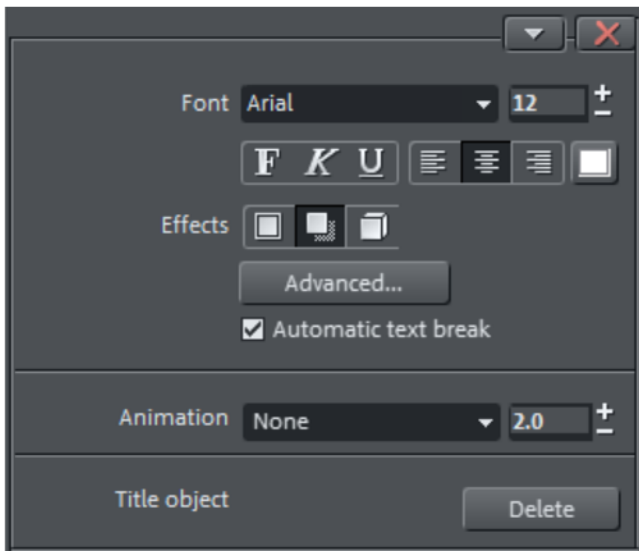 Font Arial 12
F K U
Effects
Advanced...
Automatic text break
Animation None 2.0
Title object Delete